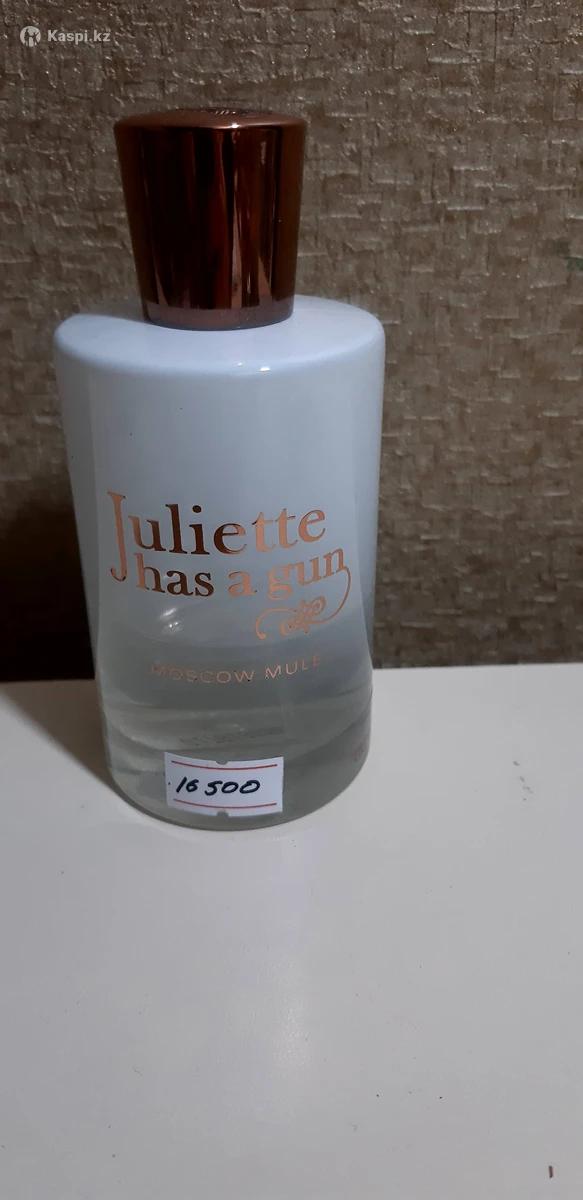 Kaspi.kz
Juliette
has a gun
MOSCOW MULE
16 500